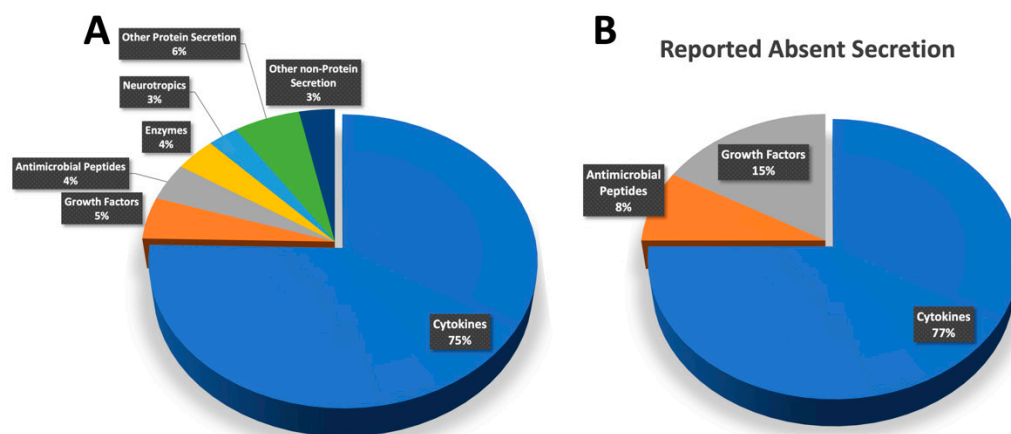 A
Other Protein Secretion
6%
Other non-Protein
Secretion
3%
Neurotropics
3%
Enzymes
4%
Antimicrobial Peptides
4%
Growth Factors
5%
Cytokines
75%
B
Reported Absent Secretion
Growth Factors
15%
Antimicrobial
Peptides
8%
Cytokines
77%